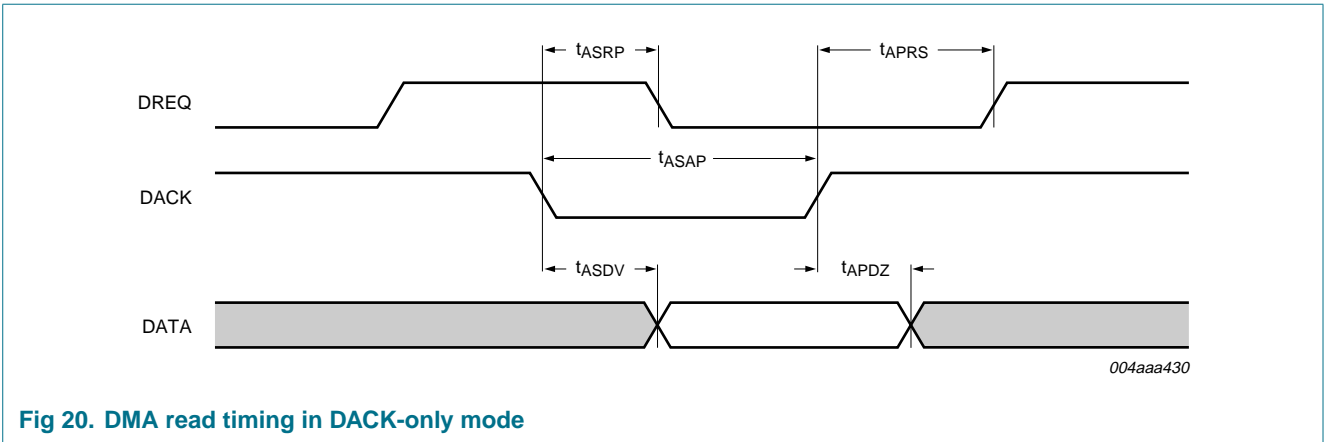 tASRP
tAPRS
DREQ
tASAP
DACK
tASDV
tAPDZ
DATA
004aaa430
Fig 20. DMA read timing in DACK-only mode